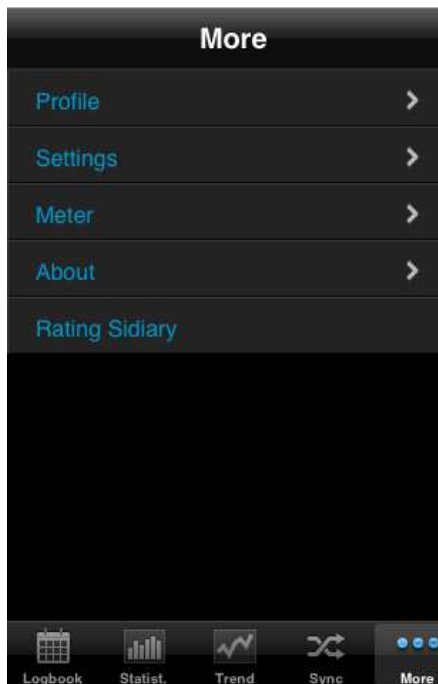 More
Profile
Settings
Meter
About
Rating Sidiary
Logbook Statist. Trend Sync More